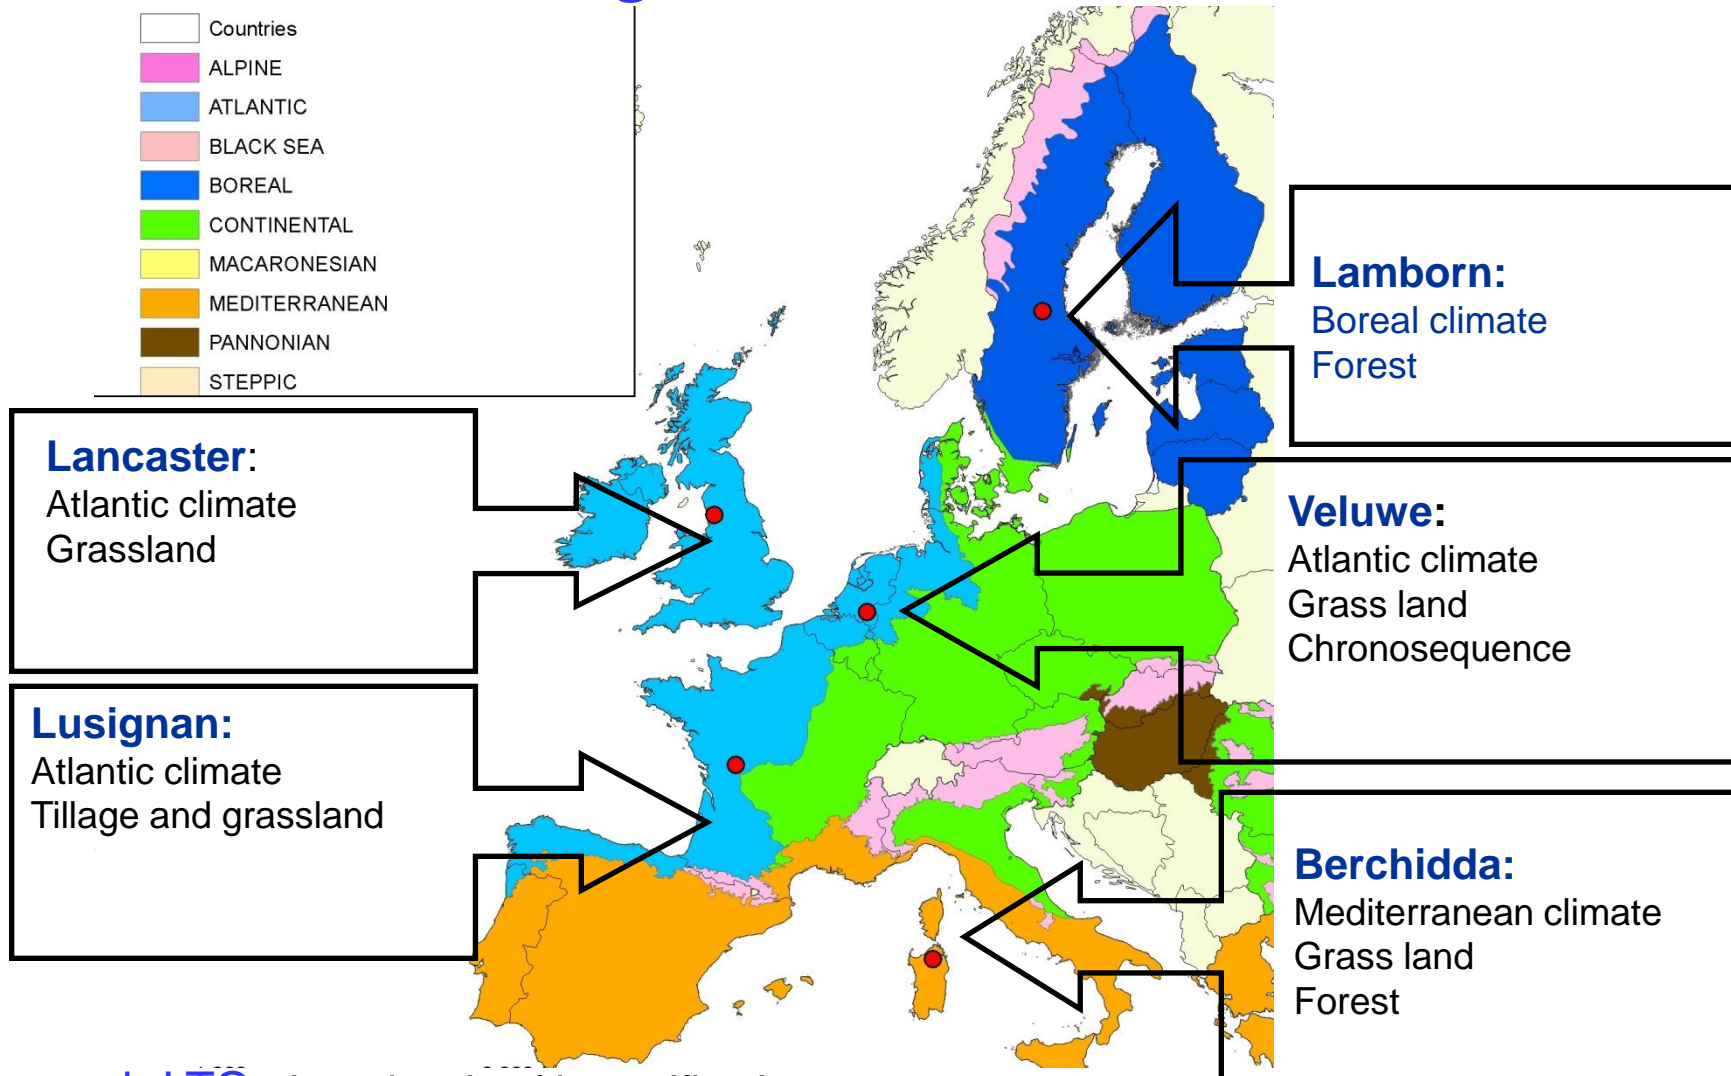 Countries
ALPINE
ATLANTIC
BLACK SEA
BOREAL
CONTINENTAL
MACARONESIAN
MEDITERRANEAN
PANNONIAN
STEPPIC
Lamborn:
Boreal climate
Forest
Lancaster:
Atlantic climate
Grassland
Veluwe:
Atlantic climate
Grass land
Chronosequence
Lusignan:
Atlantic climate
Tillage and grassland
Berchidda:
Mediterranean climate
Grass land
Forest